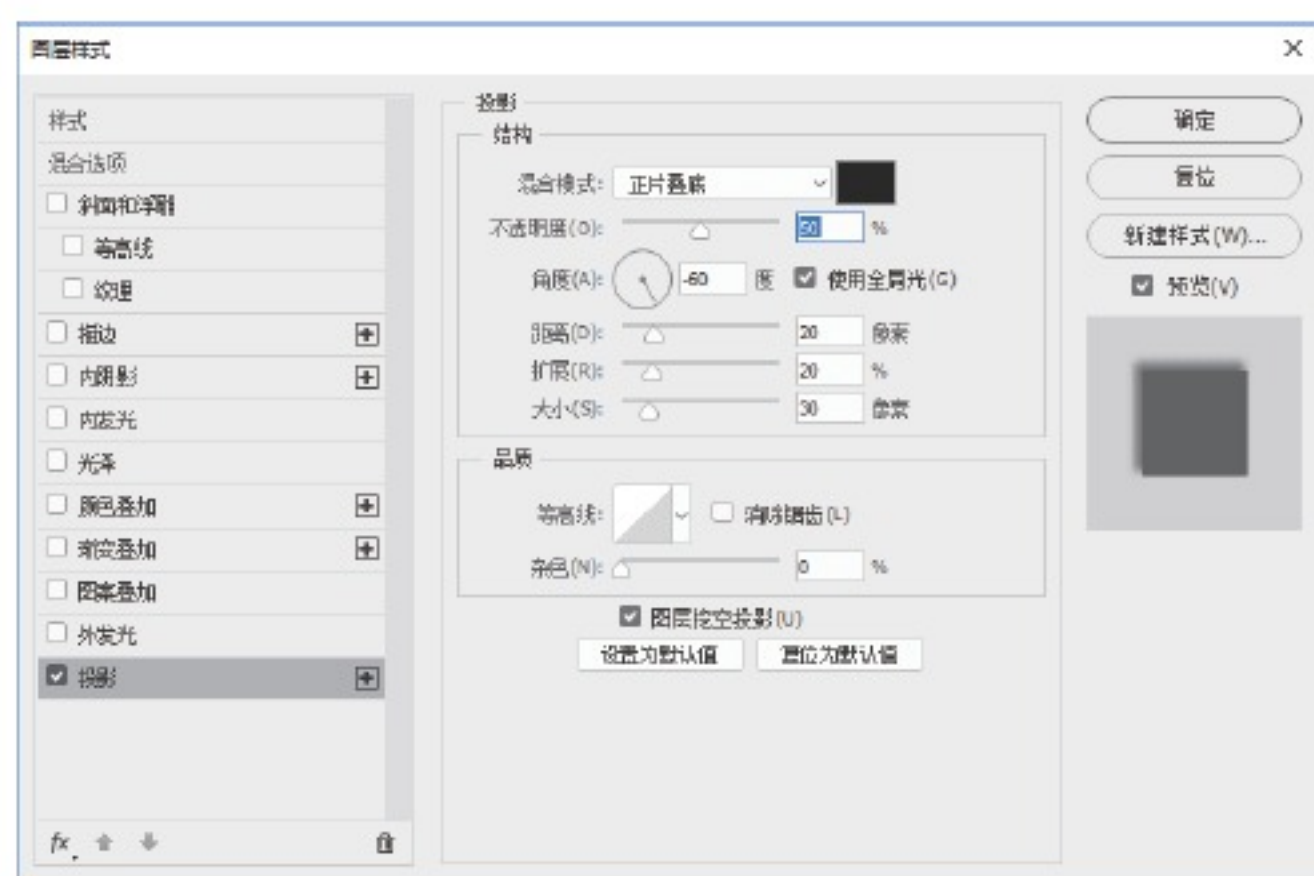 图层样式
样式
混合选项
斜面和浮雕
等高线
纹理
描边
内阴影
内发光
光泽
颜色叠加
渐变叠加
图案叠加
外发光
投影
fx
投影
结构
混合模式: 正片叠底
不透明度(O): 50 %
角度(A): -60 度 使用全局光(G)
距离(D): 20 像素
扩展(R): 20 %
大小(S): 30 像素
品质
等高线: 消除锯齿(L)
杂色(N): 0 %
图层挖空投影(U)
设置为默认值 复位为默认值
确定
复位
新建样式(W)...
预览(V)